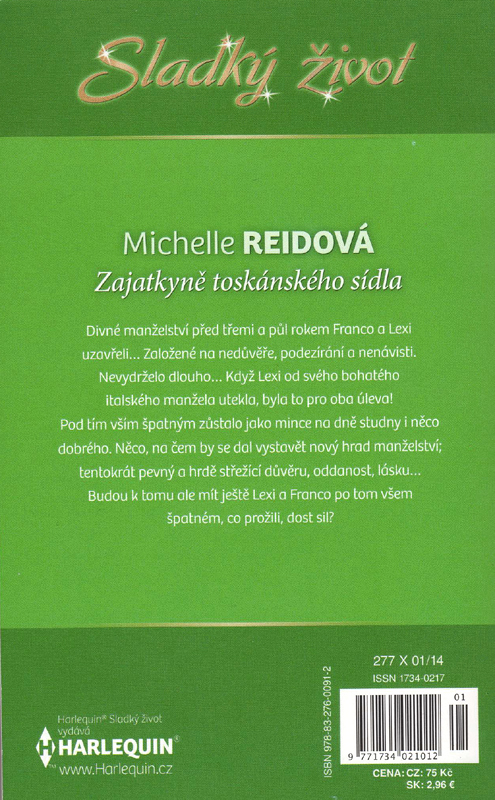 Sladký život
Michelle REIDOVÁ
Zajatkyně toskánského sídla
Divné manželství před třemi a půl rokem Franco a Lexi
uzavřeli... Založené na nedůvěře, podezírání a nenávisti.
Nevydrželo dlouho... Když Lexi od svého bohatého
italského manžela utekla, byla to pro oba úleva!
Pod tím vším špatným zůstalo jako mince na dně studny i něco
dobrého. Něco, na čem by se dal vystavět nový hrad manželství;
tentokrát pevný a hrdě střežící důvěru, oddanost, lásku...
Budou k tomu ale mít ještě Lexi a Franco po tom všem
špatném, co prožili, dost sil?
277 X 01/14
ISSN 1734-0217
ISBN 978-83-276-0091-2
01
9 771734 021012
CENA: CZ: 75 Kč
SK: 2,96 €
Harlequin® Sladký život
vydává
HARLEQUIN®
™ www.Harlequin.cz